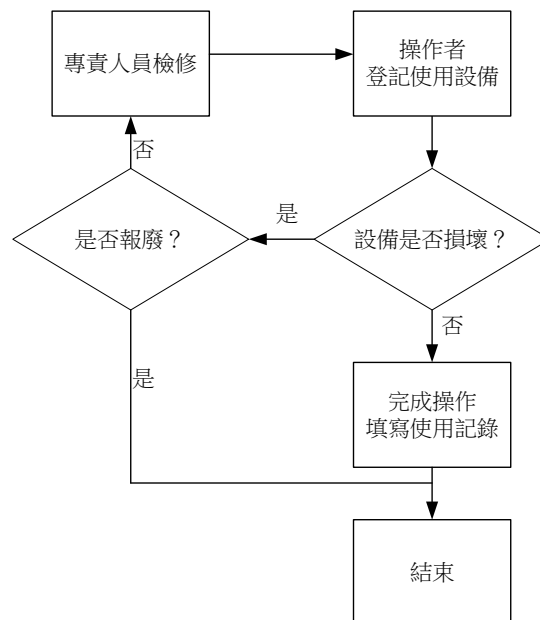 專責人員檢修
操作者
登記使用設備
否
是否報廢？
是
設備是否損壞？
否
是
完成操作
填寫使用記錄
結束